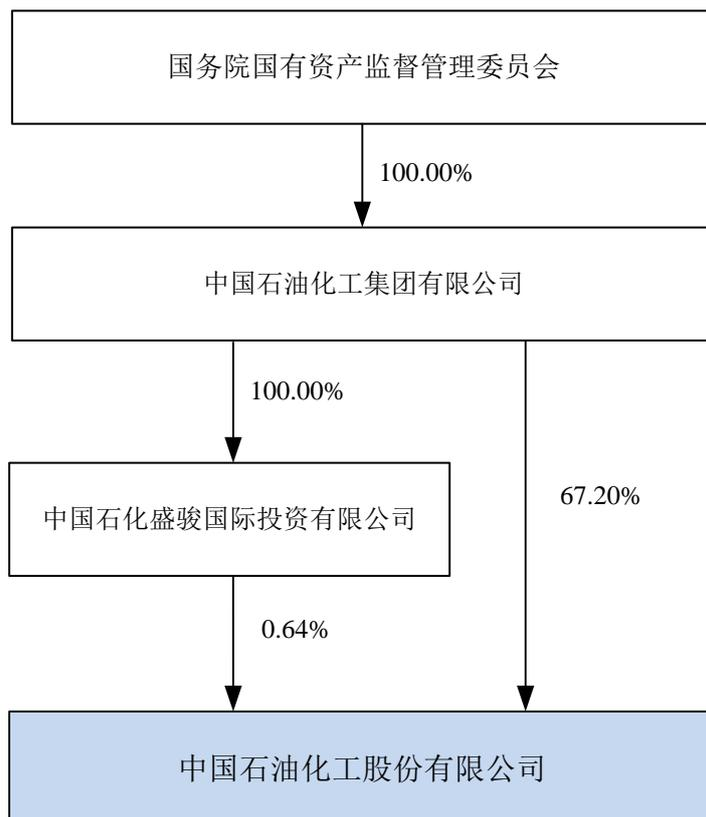 国务院国有资产监督管理委员会
100.00%
中国石油化工集团有限公司
100.00%
67.20%
中国石化盛骏国际投资有限公司
0.64%
中国石油化工股份有限公司